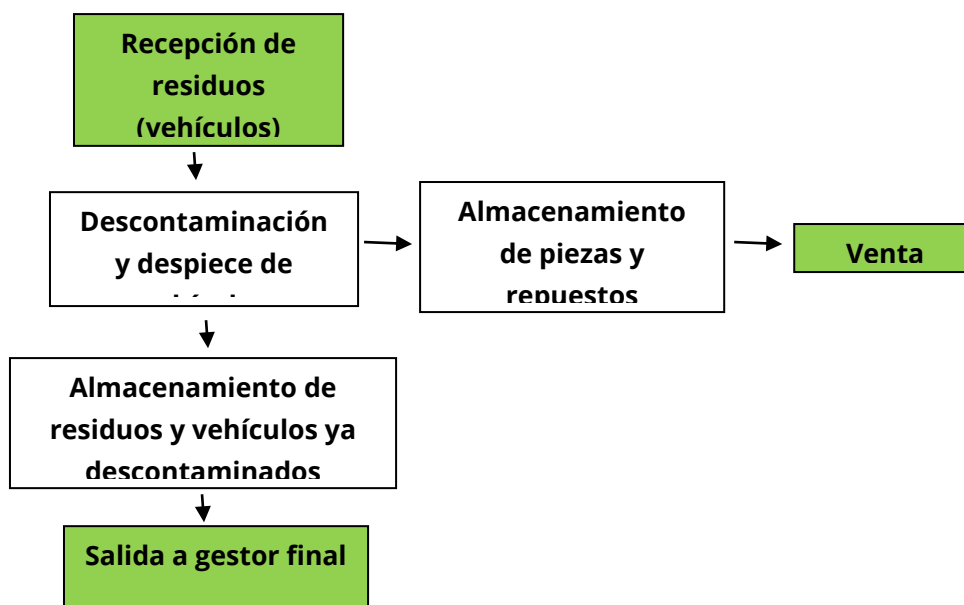 Recepción de
residuos
(vehículos)
Descontaminación
y despiece de
Almacenamiento
de piezas y
repuestos
Venta
Almacenamiento de
residuos y vehículos ya
descontaminados
Salida a gestor final